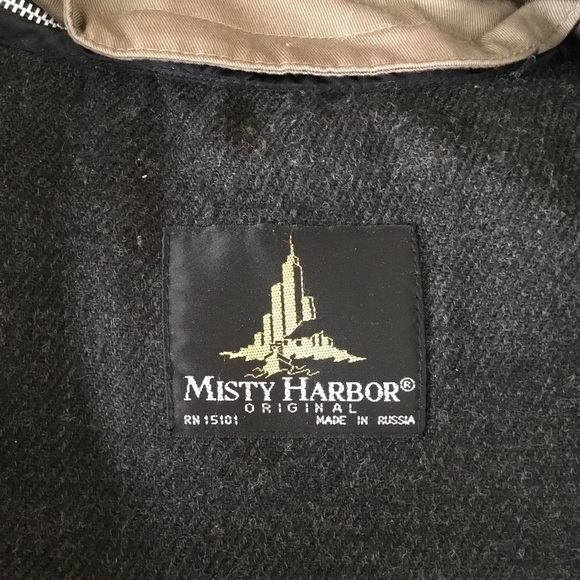 MISTY HARBOR®
ORIGINAL
RN 15101 MADE IN RUSSIA